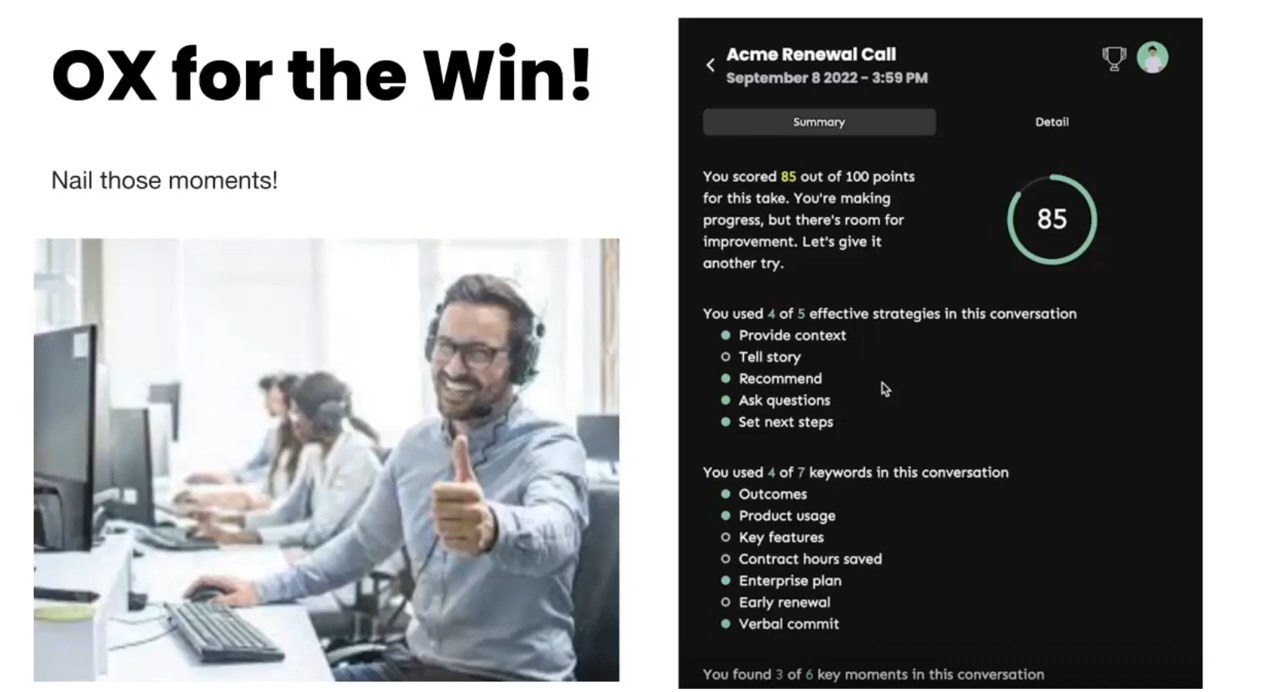 OX for the Win!
Nail those moments!
Acme Renewal Call
September 8 2022 - 3:59 PM
Summary
Detail
You scored 85 out of 100 points
for this take. You're making
progress, but there's room for
improvement. Let's give it
another try.
85
You used 4 of 5 effective strategies in this conversation
Provide context
Tell story
Recommend
Ask questions
Set next steps
You used 4 of 7 keywords in this conversation
Outcomes
Product usage
Key features
Contract hours saved
Enterprise plan
Early renewal
Verbal commit
You found 3 of 6 key moments in this conversation